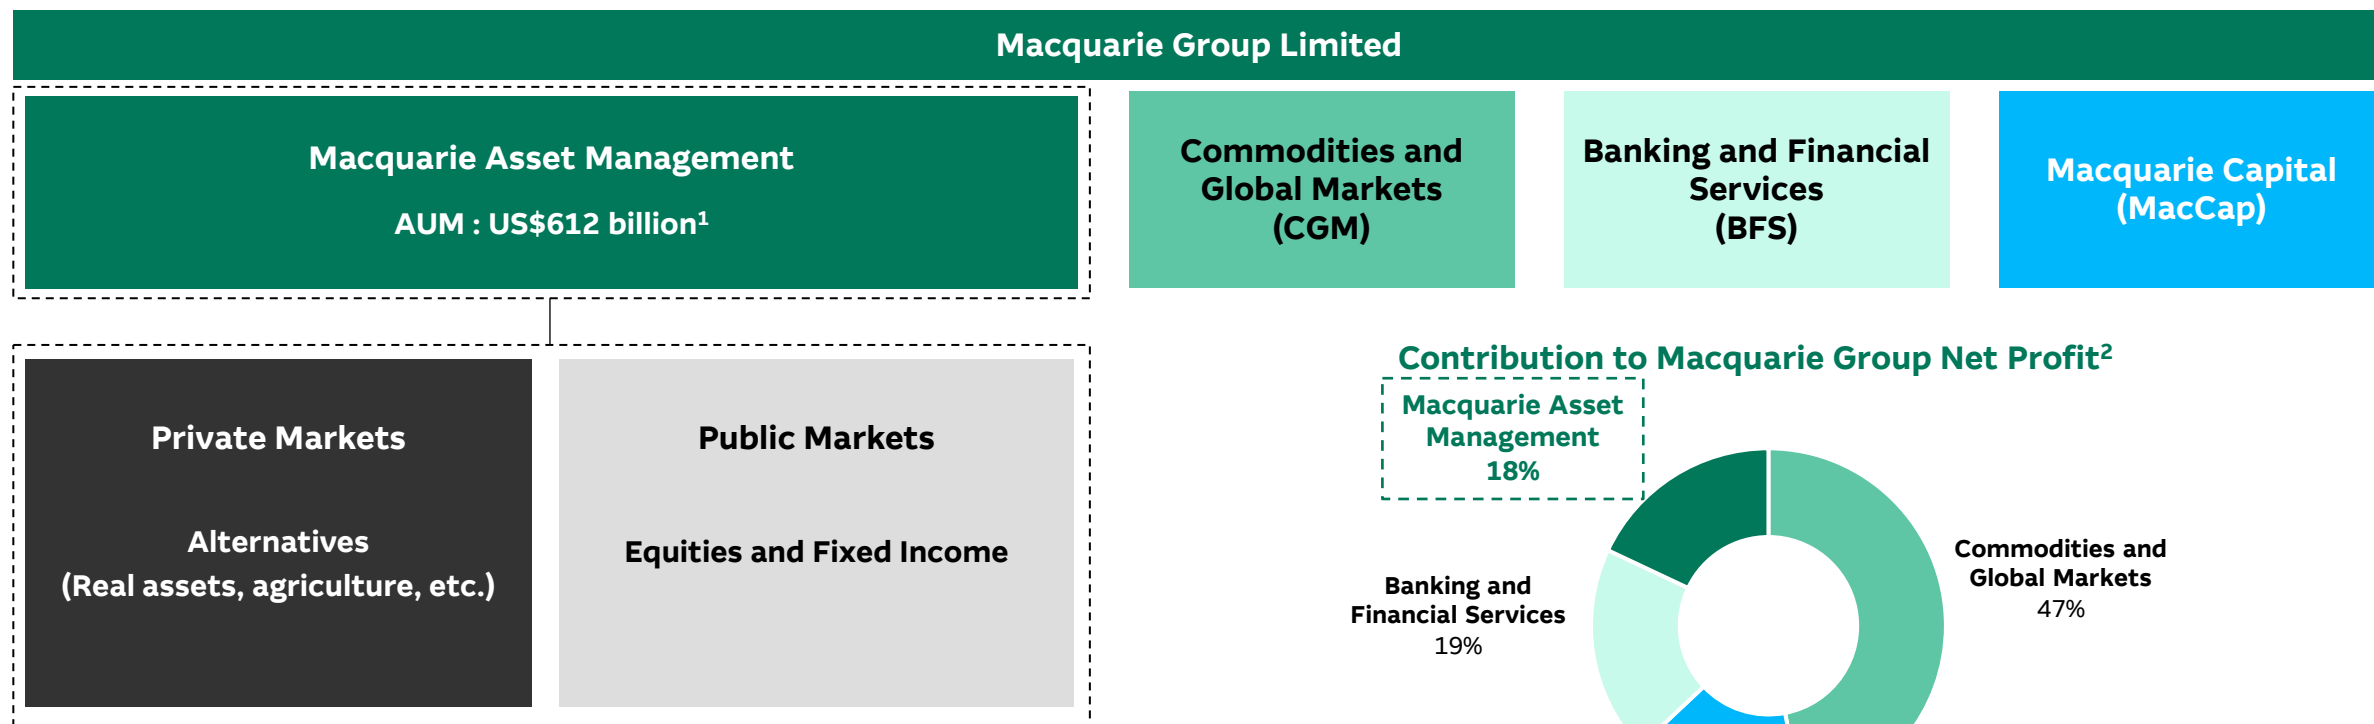 Macquarie Group Limited
Macquarie Asset Management
AUM : US$612 billion¹
Commodities and
Global Markets
(CGM)
Banking and Financial
Services
(BFS)
Macquarie Capital
(MacCap)
Private Markets
Alternatives
(Real assets, agriculture, etc.)
Public Markets
Equities and Fixed Income
Contribution to Macquarie Group Net Profit²
Macquarie Asset
Management
18%
Banking and
Financial Services
19%
Commodities and
Global Markets
47%